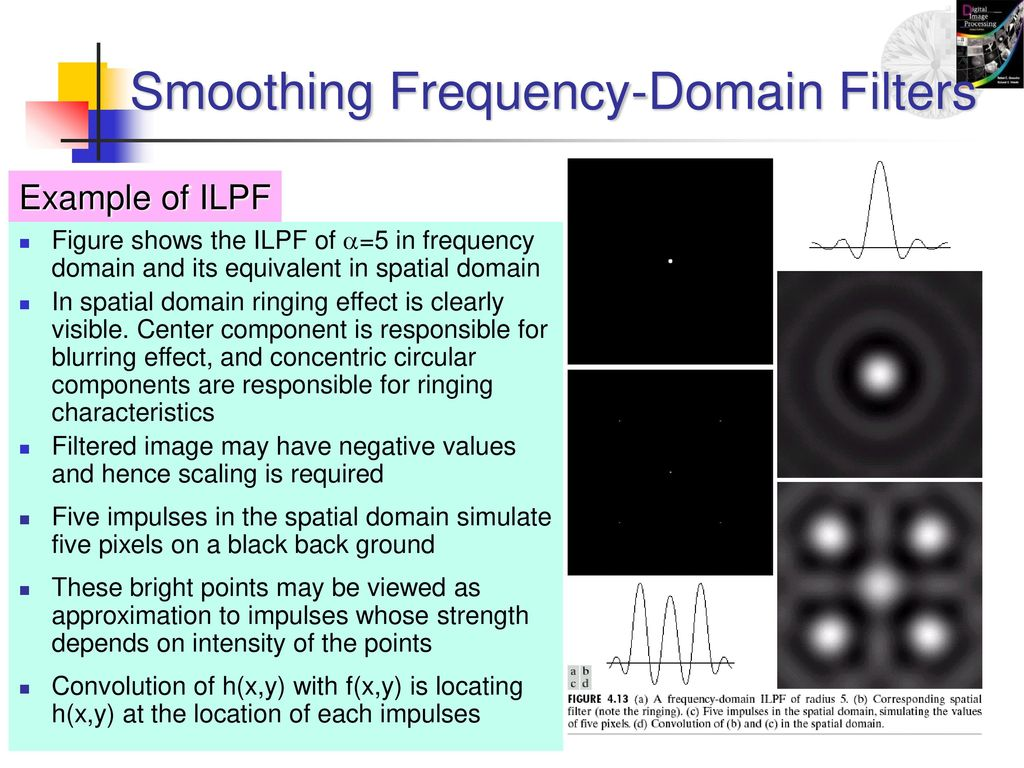 Digital
Image
Processing
Smoothing Frequency-Domain Filters
Example of ILPF
Figure shows the ILPF of α=5 in frequency
domain and its equivalent in spatial domain
In spatial domain ringing effect is clearly
visible. Center component is responsible for
blurring effect, and concentric circular
components are responsible for ringing
characteristics
Filtered image may have negative values
and hence scaling is required
Five impulses in the spatial domain simulate
five pixels on a black back ground
These bright points may be viewed as
approximation to impulses whose strength
depends on intensity of the points
Convolution of h(x,y) with f(x,y) is locating
h(x,y) at the location of each impulses
a b
c d
FIGURE 4.13 (a) A frequency-domain ILPF of radius 5. (b) Corresponding spatial
filter (note the ringing). (c) Five impulses in the spatial domain, simulating the values
of five pixels. (d) Convolution of (b) and (c) in the spatial domain.